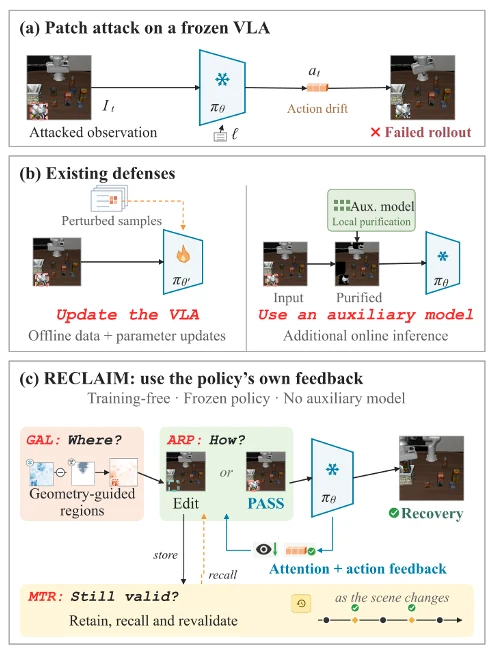 (a) Patch attack on a frozen VLA
I_t
π_θ
a_t
ℓ
Attacked observation
Action drift
✕ Failed rollout
(b) Existing defenses
Perturbed samples
π_θ'
Update the VLA
Offline data + parameter updates
Aux. model
Local purification
Input
Purified
π_θ
Use an auxiliary model
Additional online inference
(c) RECLAIM: use the policy's own feedback
Training-free · Frozen policy · No auxiliary model
GAL: Where?
Geometry-guided
regions
ARP: How?
or
Edit
PASS
π_θ
Recovery
Attention + action feedback
store
recall
MTR: Still valid?
Retain, recall and revalidate
as the scene changes